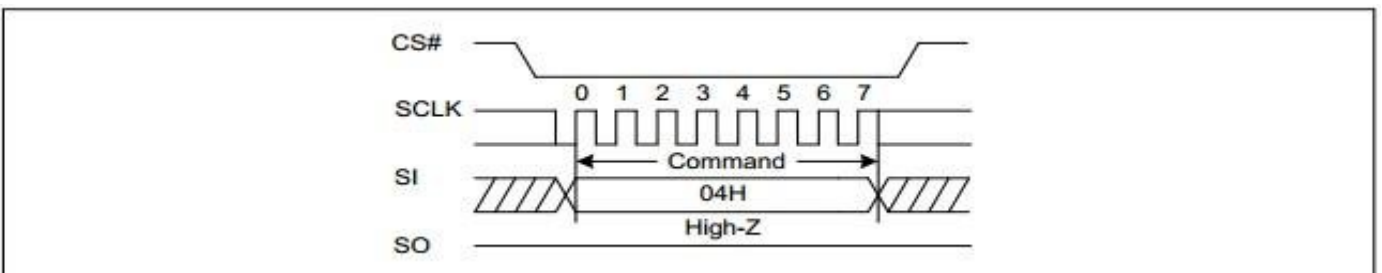 CS#
0 1 2 3 4 5 6 7
SCLK
Command
SI
04H
High-Z
SO